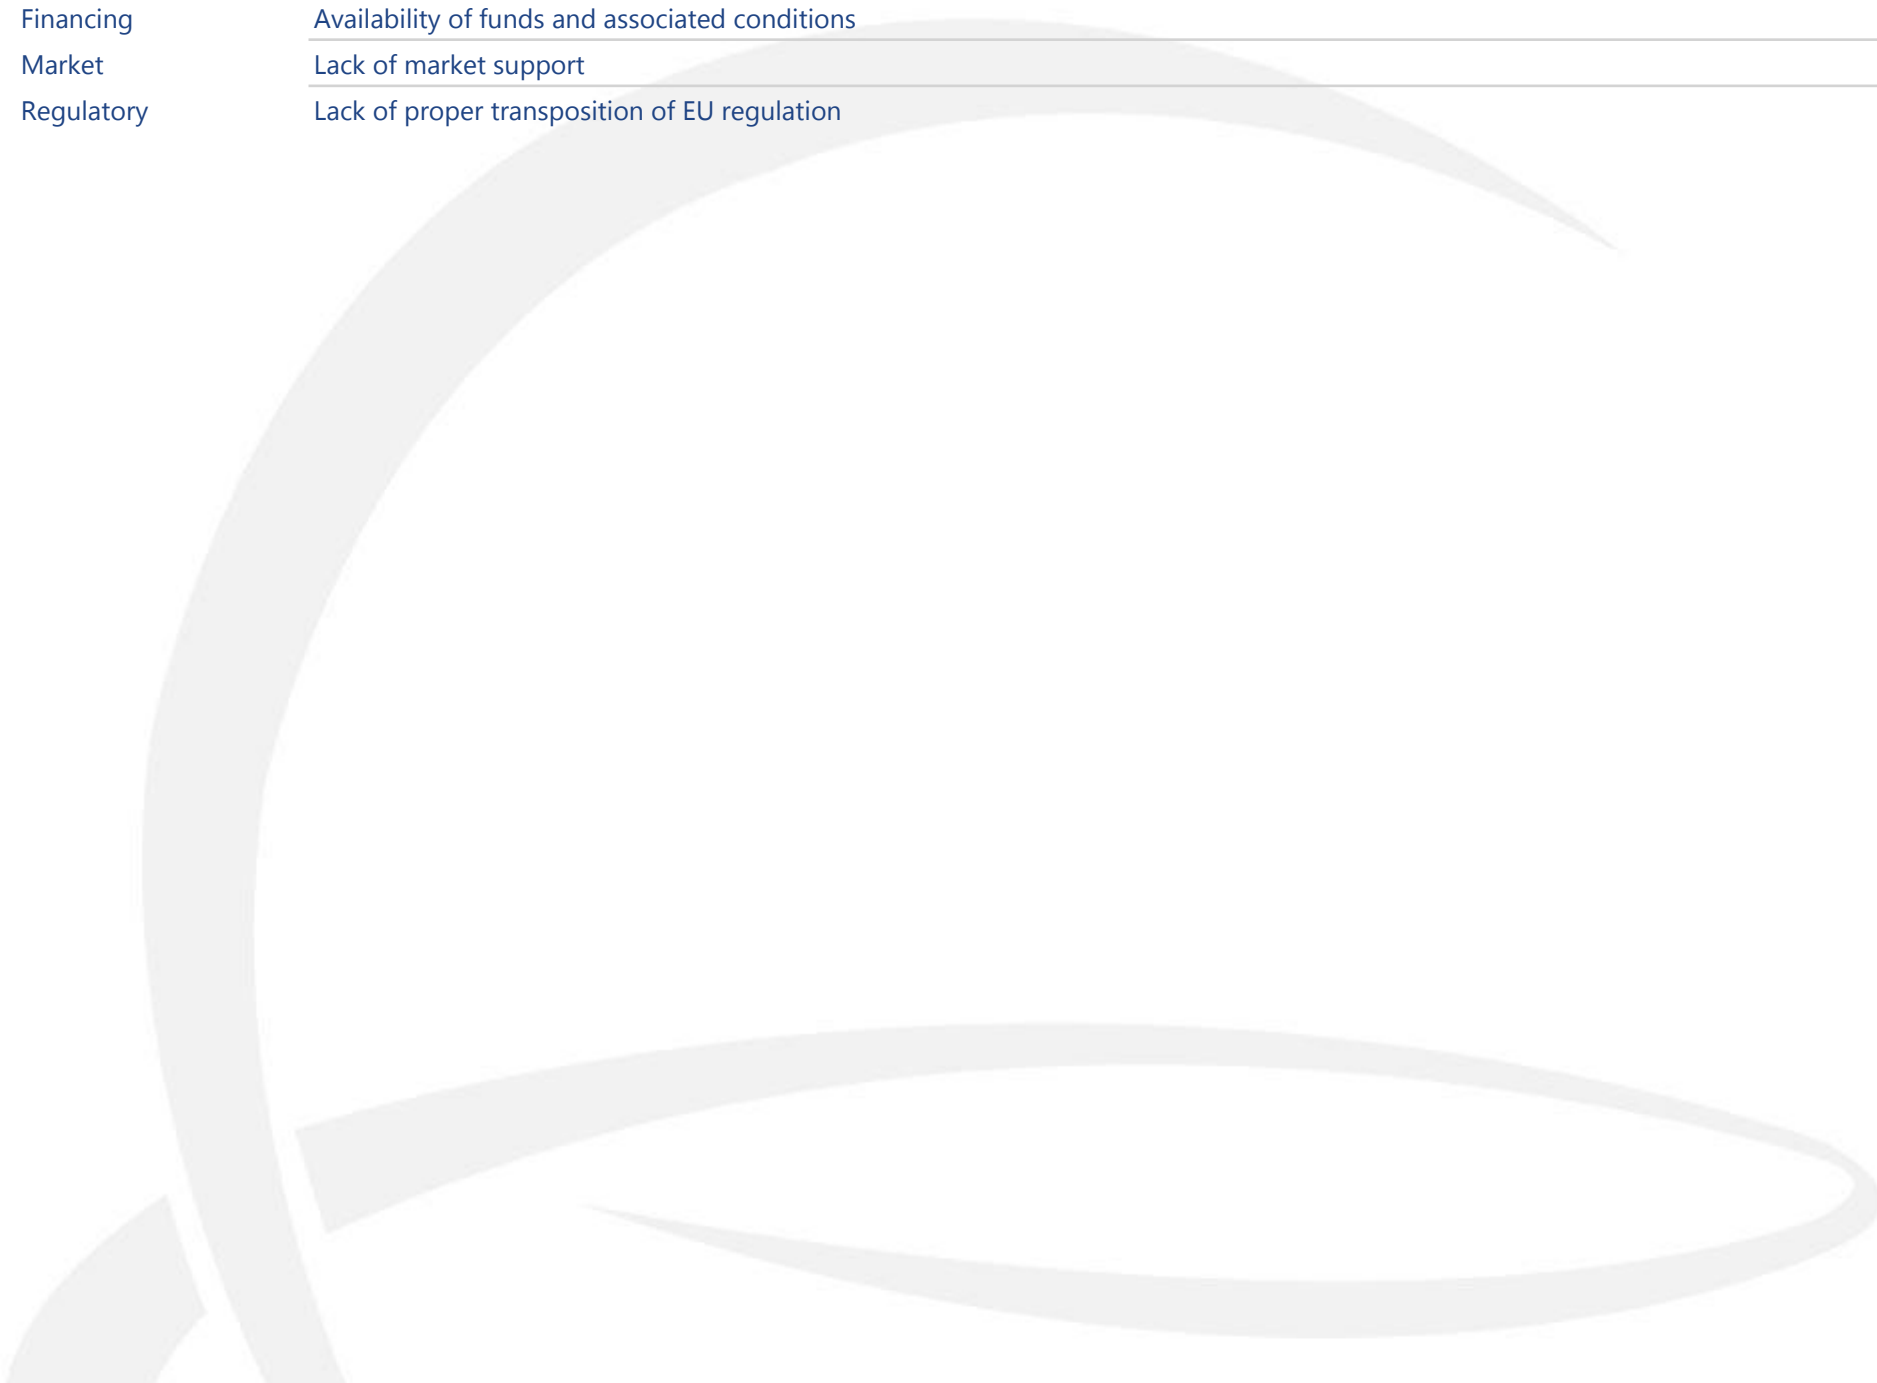 Financing Availability of funds and associated conditions
Market Lack of market support
Regulatory Lack of proper transposition of EU regulation